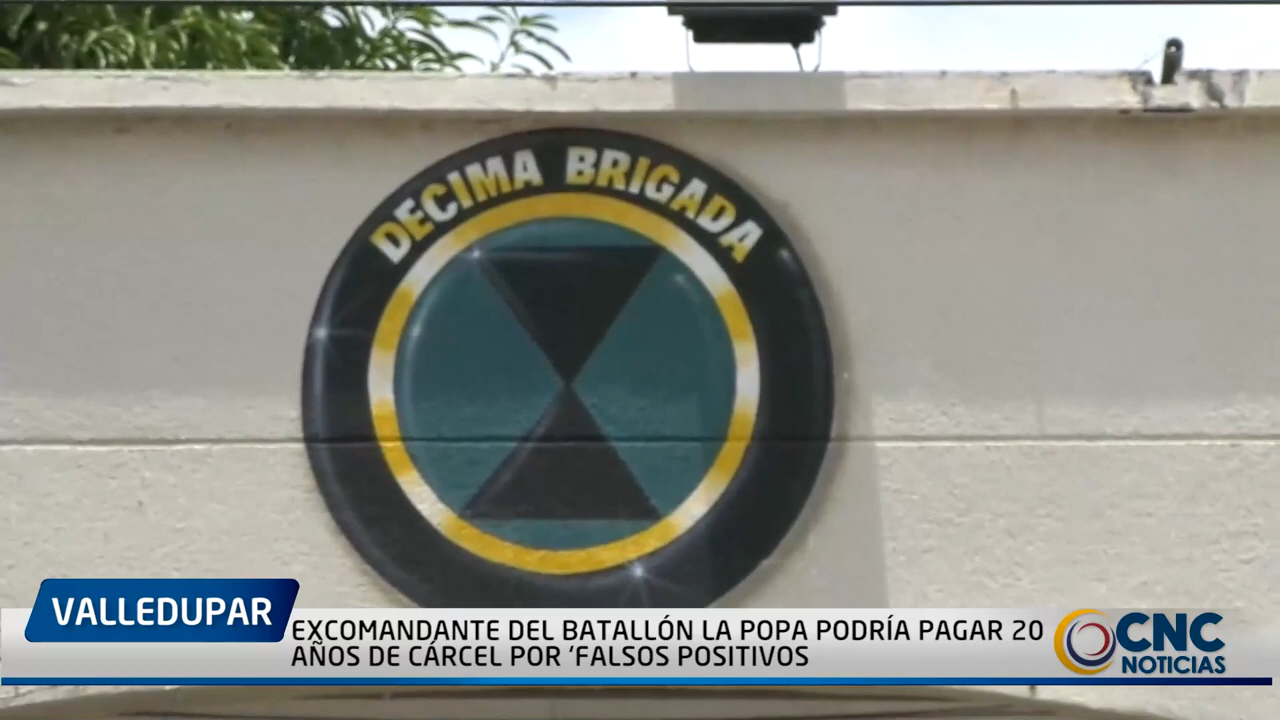 DECIMA BRIGADA
VALLEDUPAR
EXCOMANDANTE DEL BATALLÓN LA POPA PODRÍA PAGAR 20
AÑOS DE CÁRCEL POR ‘FALSOS POSITIVOS
CNC
NOTICIAS